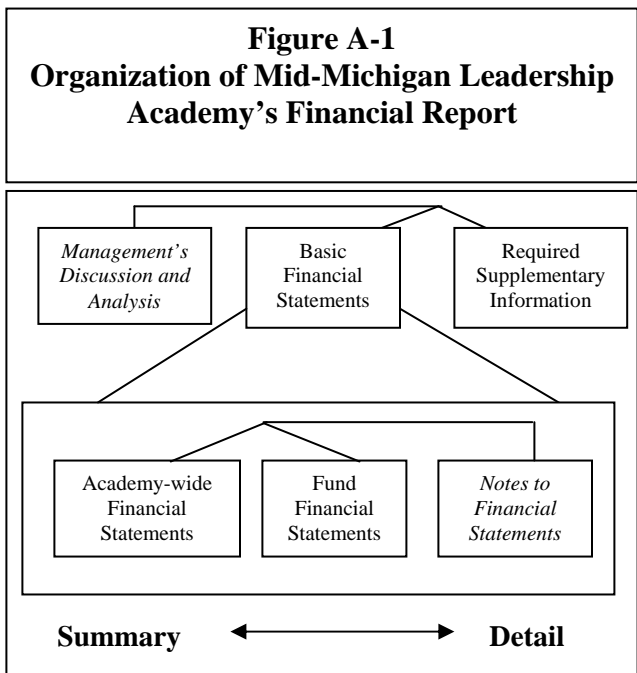 Figure A-1
Organization of Mid-Michigan Leadership
Academy's Financial Report
Management's
Discussion and
Analysis
Basic
Financial
Statements
Required
Supplementary
Information
Academy-wide
Financial
Statements
Fund
Financial
Statements
Notes to
Financial
Statements
Summary
Detail